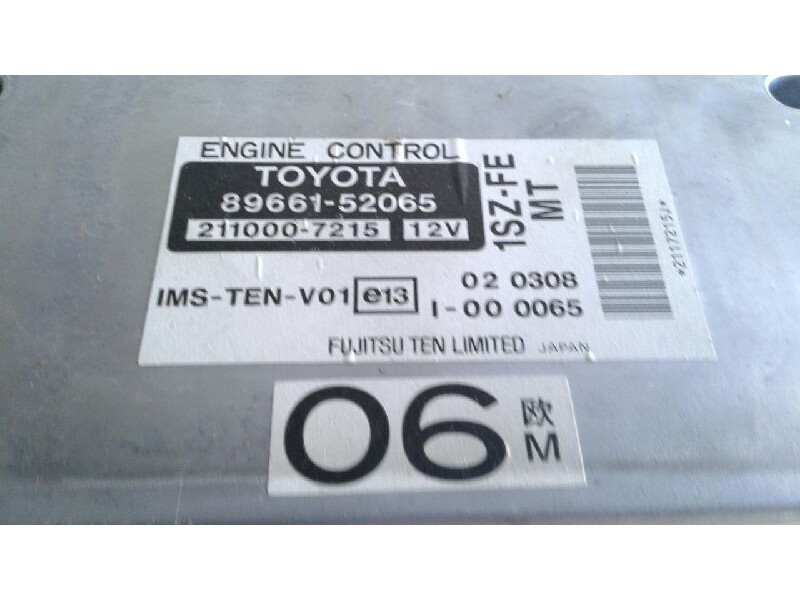 ENGINE CONTROL
TOYOTA
89661-52065
211000-7215 12V
1SZ-FE
MT
IMS-TEN-V01 e13
02 0308
I-00 0065
FUJITSU TEN LIMITED JAPAN
*2117215J*
06 欧
M